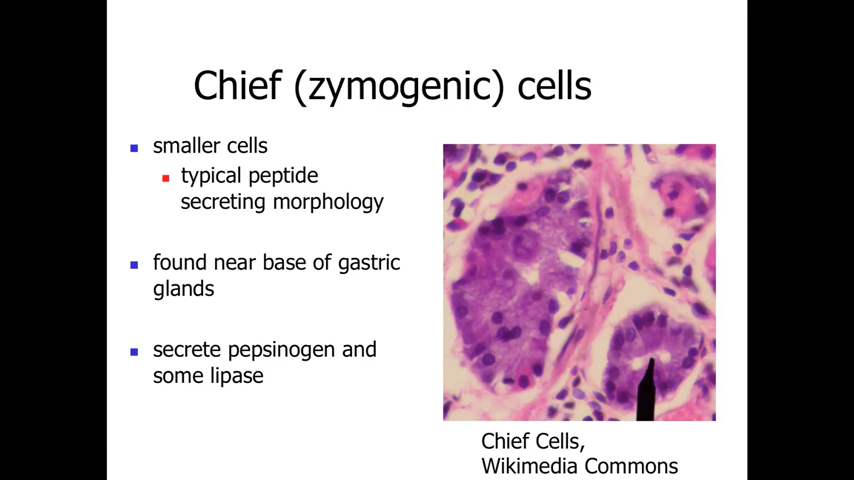 Chief (zymogenic) cells
smaller cells
typical peptide
secreting morphology
found near base of gastric
glands
secrete pepsinogen and
some lipase
Chief Cells,
Wikimedia Commons